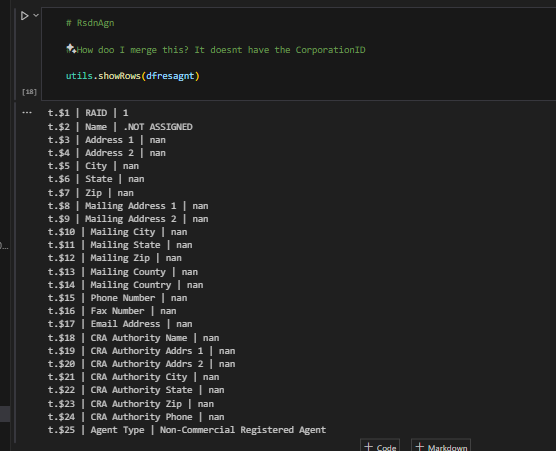 # RsdnAgn
How doo I merge this? It doesnt have the CorporationID
utils.showRows(dfresagnt)
[18]
...
t.$1 | RAID | 1
t.$2 | Name | .NOT ASSIGNED
t.$3 | Address 1 | nan
t.$4 | Address 2 | nan
t.$5 | City | nan
t.$6 | State | nan
t.$7 | Zip | nan
t.$8 | Mailing Address 1 | nan
t.$9 | Mailing Address 2 | nan
t.$10 | Mailing City | nan
t.$11 | Mailing State | nan
t.$12 | Mailing Zip | nan
t.$13 | Mailing County | nan
t.$14 | Mailing Country | nan
t.$15 | Phone Number | nan
t.$16 | Fax Number | nan
t.$17 | Email Address | nan
t.$18 | CRA Authority Name | nan
t.$19 | CRA Authority Addrs 1 | nan
t.$20 | CRA Authority Addrs 2 | nan
t.$21 | CRA Authority City | nan
t.$22 | CRA Authority State | nan
t.$23 | CRA Authority Zip | nan
t.$24 | CRA Authority Phone | nan
t.$25 | Agent Type | Non-Commercial Registered Agent
)...
+ Code + Markdown